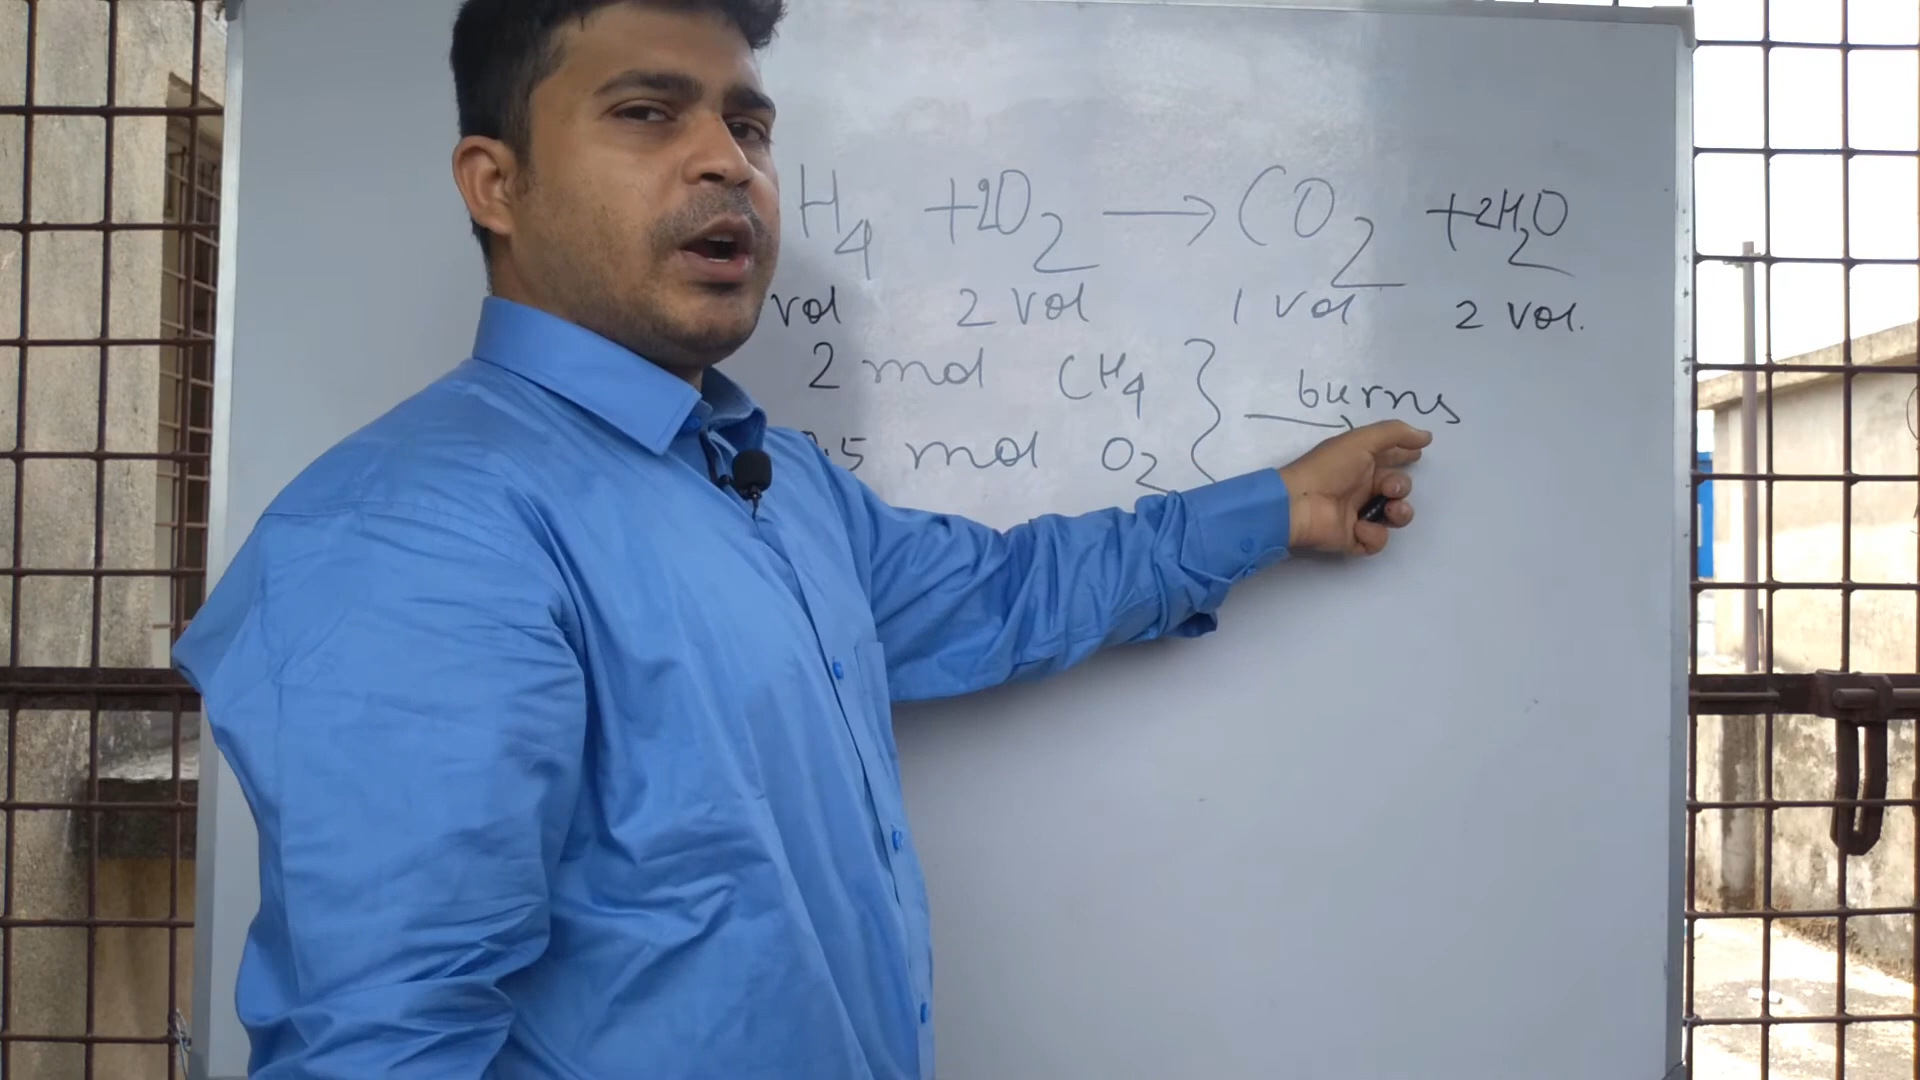 H4 + 2O2 → CO2 + 2H2O
vol 2 vol 1 vol 2 vol.
2 mol CH4 } burns →
.5 mol O2